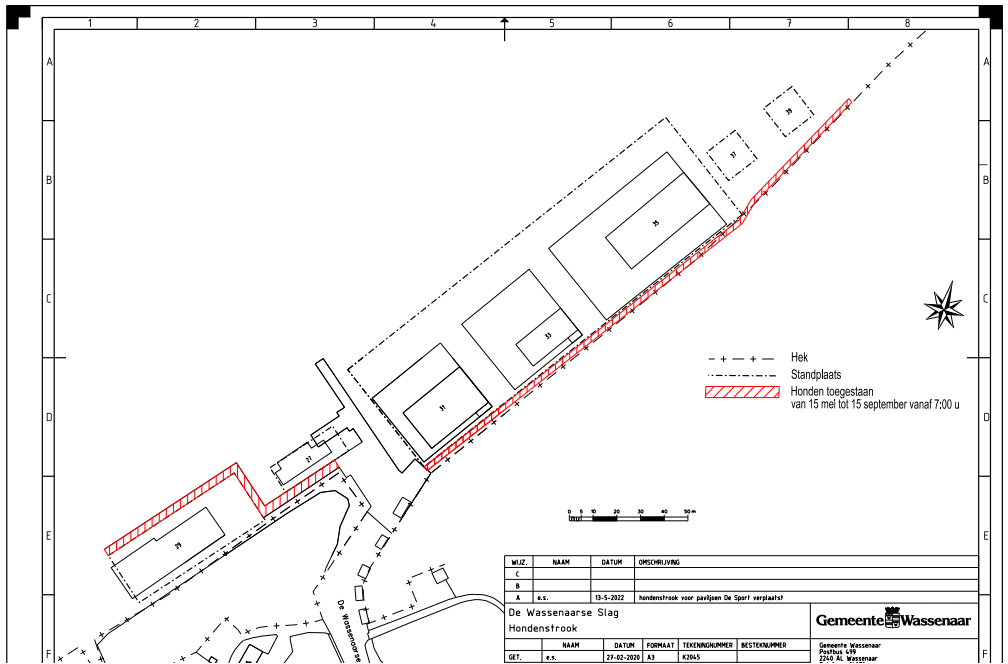 1 2 3 4 5 6 7 8
A A
B B
C C
D D
E E
F F
39
37
35
33
31
27
29
Hek
Standplaats
Honden toegestaan
van 15 mei tot 15 september vanaf 7:00 u
0 5 10 20 30 40 50 m
De Wassenaarse
WIJZ. NAAM DATUM OMSCHRIJVING
C
B
A e.s. 13-5-2022 hondenstrook voor paviljoen De Sport verplaatst
De Wassenaarse Slag
Hondenstrook
Gemeente Wassenaar
NAAM DATUM FORMAAT TEKENINGNUMMER BESTEKNUMMER
GET. e.s. 27-02-2020 A3 K2045
Gemeente Wassenaar
Postbus 499
2240 AL Wassenaar